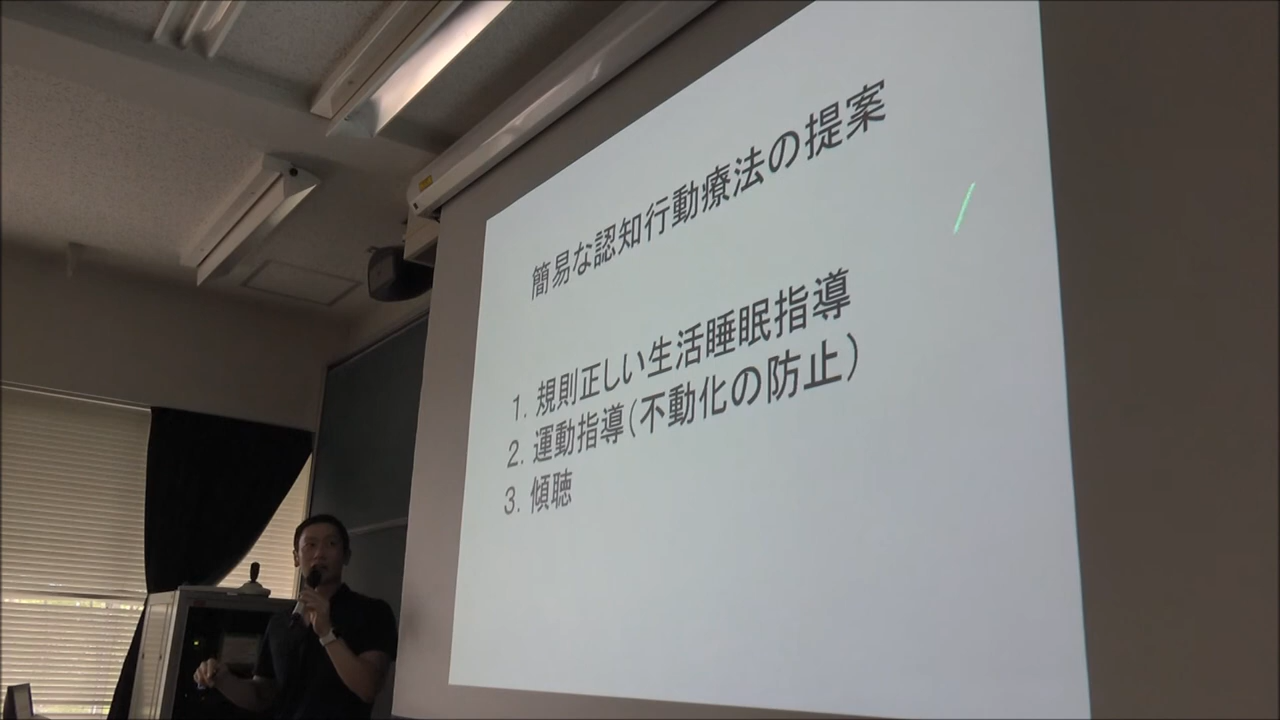 簡易な認知行動療法の提案
1. 規則正しい生活睡眠指導
2. 運動指導(不動化の防止)
3. 傾聴